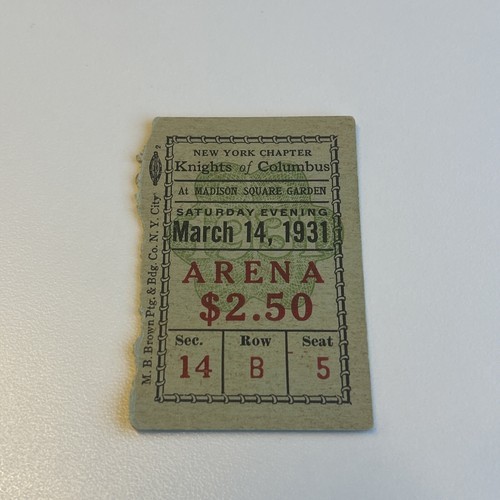 NEW YORK CHAPTER
Knights of Columbus
At MADISON SQUARE GARDEN
SATURDAY EVENING
March 14, 1931
ARENA
$2.50
Sec. Row Seat
14 B 5
M. B. Brown Ptg. & Bdg. Co. N. Y. City
2